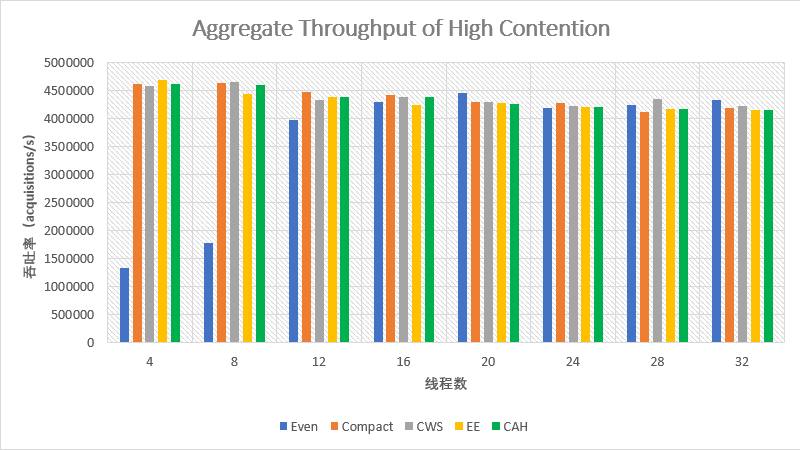 Aggregate Throughput of High Contention
5000000
4500000
4000000
3500000
3000000
2500000
2000000
1500000
1000000
500000
0
吞吐率（acquisitions/s）
4 8 12 16 20 24 28 32
线程数
Even Compact CWS EE CAH